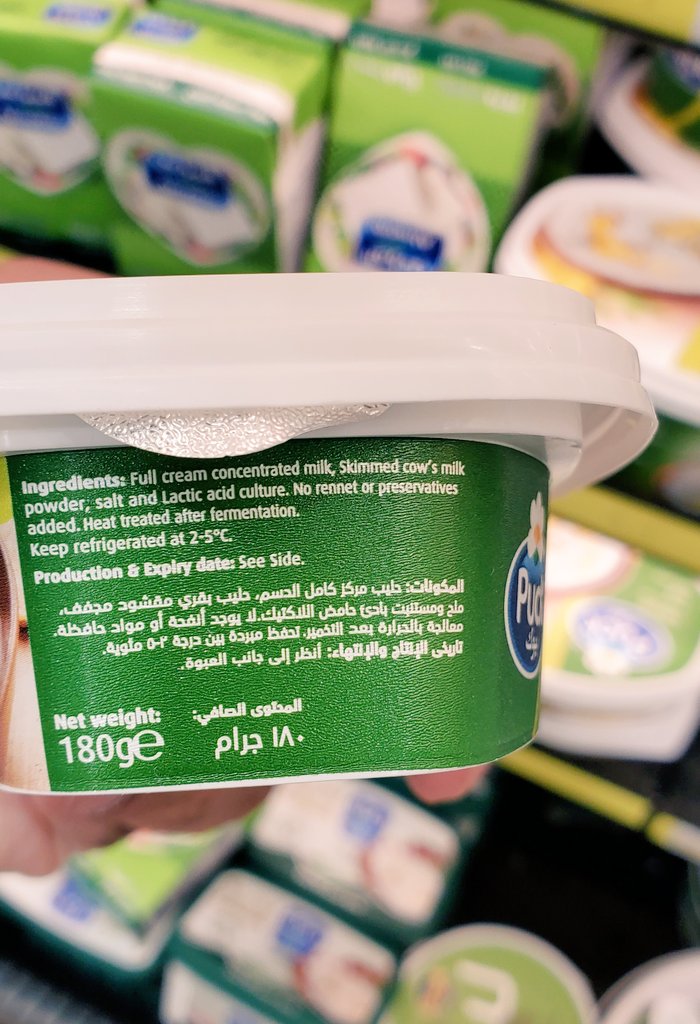 Ingredients: Full cream concentrated milk, Skimmed cow's milk
powder, salt and Lactic acid culture. No rennet or preservatives
added. Heat treated after fermentation.
Keep refrigerated at 2-5°C.
Production & Expiry date: See Side.
المكونات: حليب مركز كامل الدسم، حليب بقري مقشود مجفف،
ملح ومستنبت بادئ حامض اللاكتيك.لا يوجد أنفحة أو مواد حافظة.
معالجة بالحرارة بعد التخمير. تحفظ مبردة بين درجة ٢-٥ مئوية.
تاريخي الإنتاج والإنتهاء: أنظر إلى جانب العبوة.
Net weight: المحتوى الصافي:
180g℮ ١٨٠ جرام
Puck
بوك